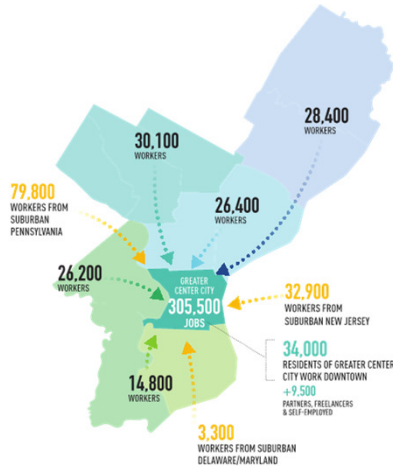 28,400
WORKERS
30,100
WORKERS
79,800
WORKERS FROM
SUBURBAN
PENNSYLVANIA
26,400
WORKERS
26,200
WORKERS
GREATER
CENTER CITY
305,500
JOBS
32,900
WORKERS FROM
SUBURBAN NEW JERSEY
34,000
RESIDENTS OF GREATER CENTER
CITY WORK DOWNTOWN
+9,500
PARTNERS, FREELANCERS
& SELF-EMPLOYED
14,800
WORKERS
3,300
WORKERS FROM SUBURBAN
DELAWARE/MARYLAND